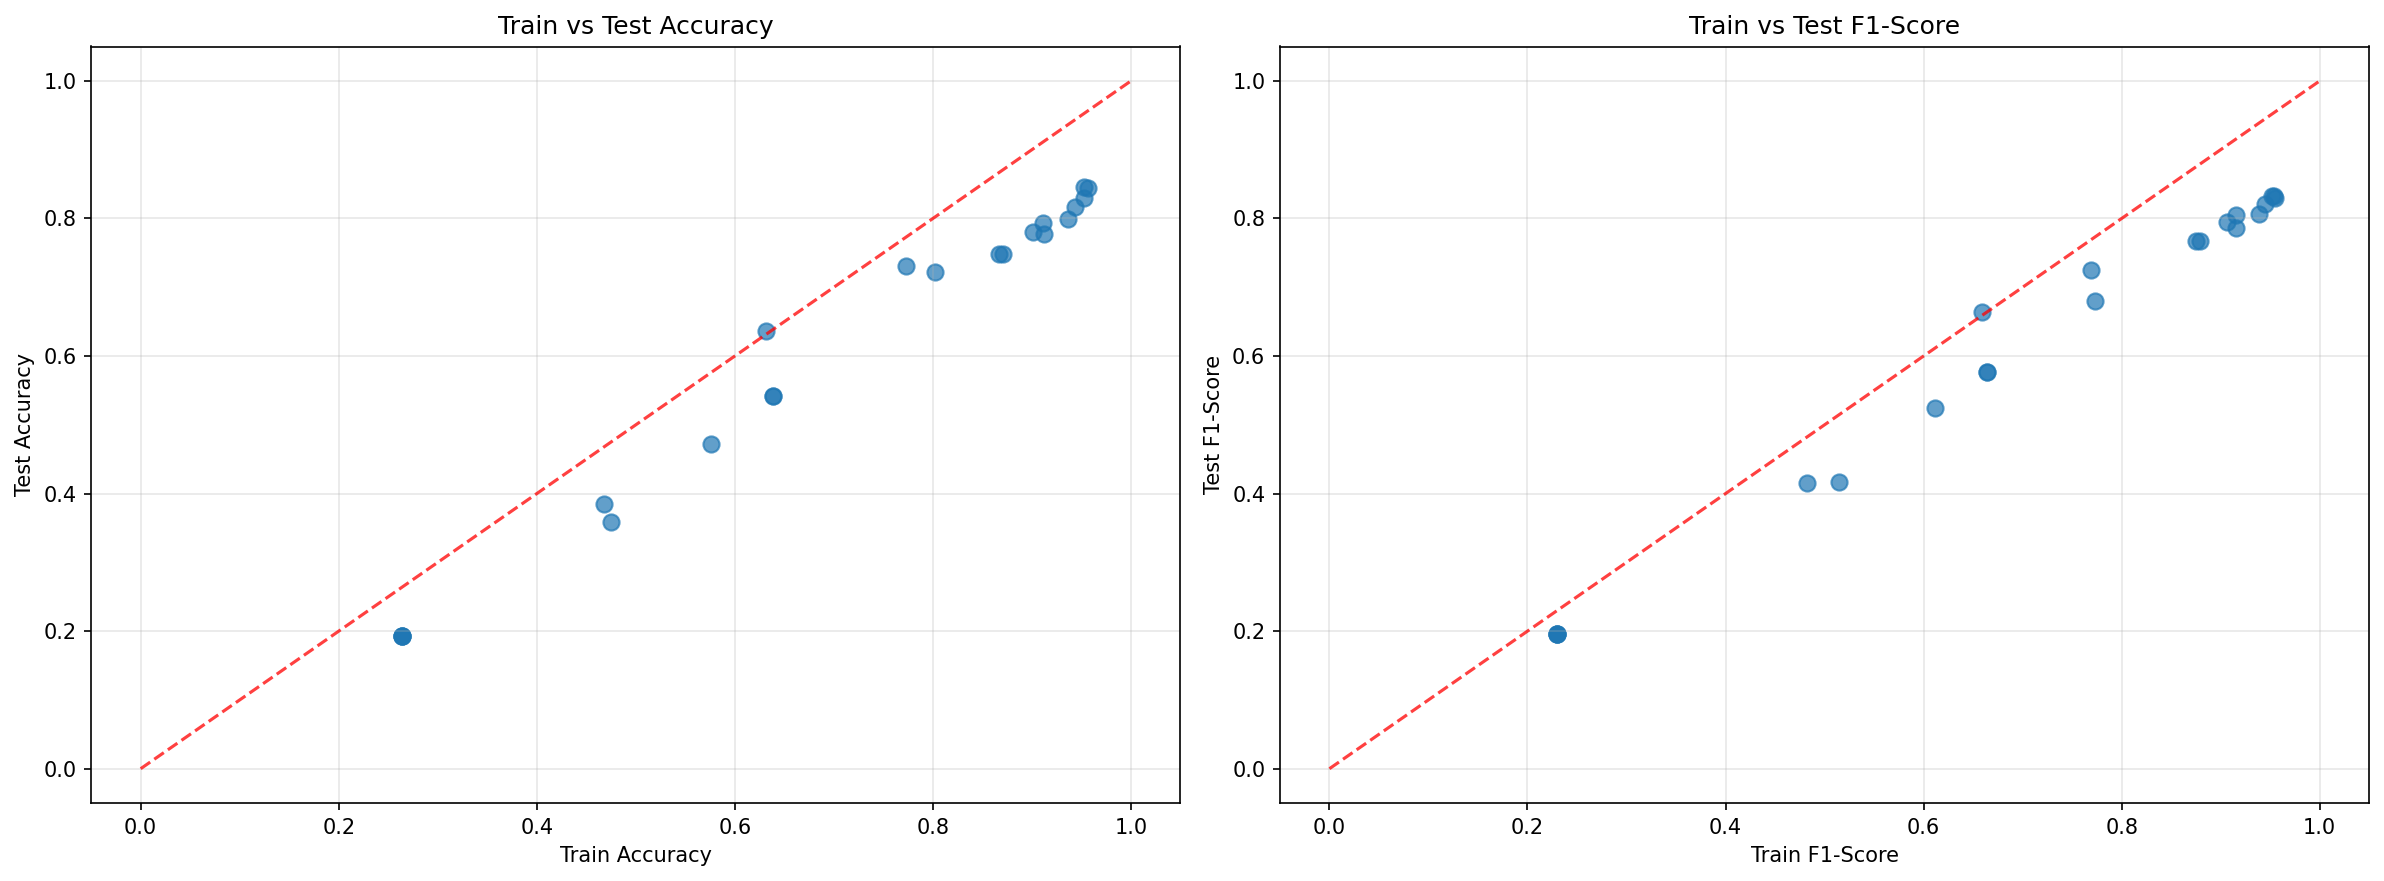 Train vs Test Accuracy
1.0
0.8
0.6
0.4
0.2
0.0
Test Accuracy
0.0 0.2 0.4 0.6 0.8 1.0
Train Accuracy
Train vs Test F1-Score
1.0
0.8
0.6
0.4
0.2
0.0
Test F1-Score
0.0 0.2 0.4 0.6 0.8 1.0
Train F1-Score